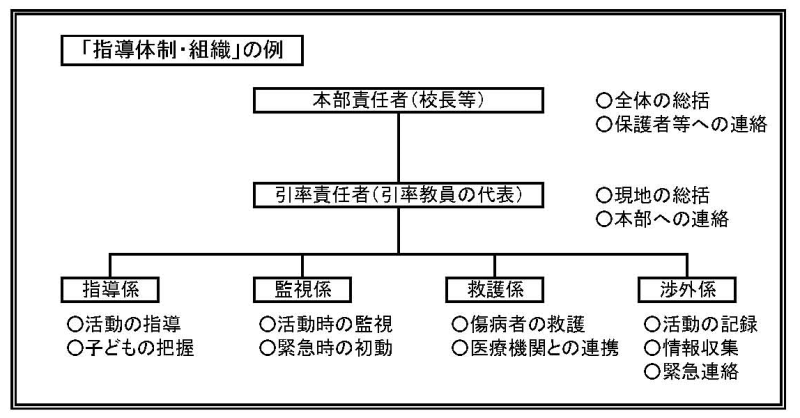 「指導体制・組織」の例
本部責任者(校長等)
○全体の総括
○保護者等への連絡
引率責任者(引率教員の代表)
○現地の総括
○本部への連絡
指導係
○活動の指導
○子どもの把握
監視係
○活動時の監視
○緊急時の初動
救護係
○傷病者の救護
○医療機関との連携
渉外係
○活動の記録
○情報収集
○緊急連絡